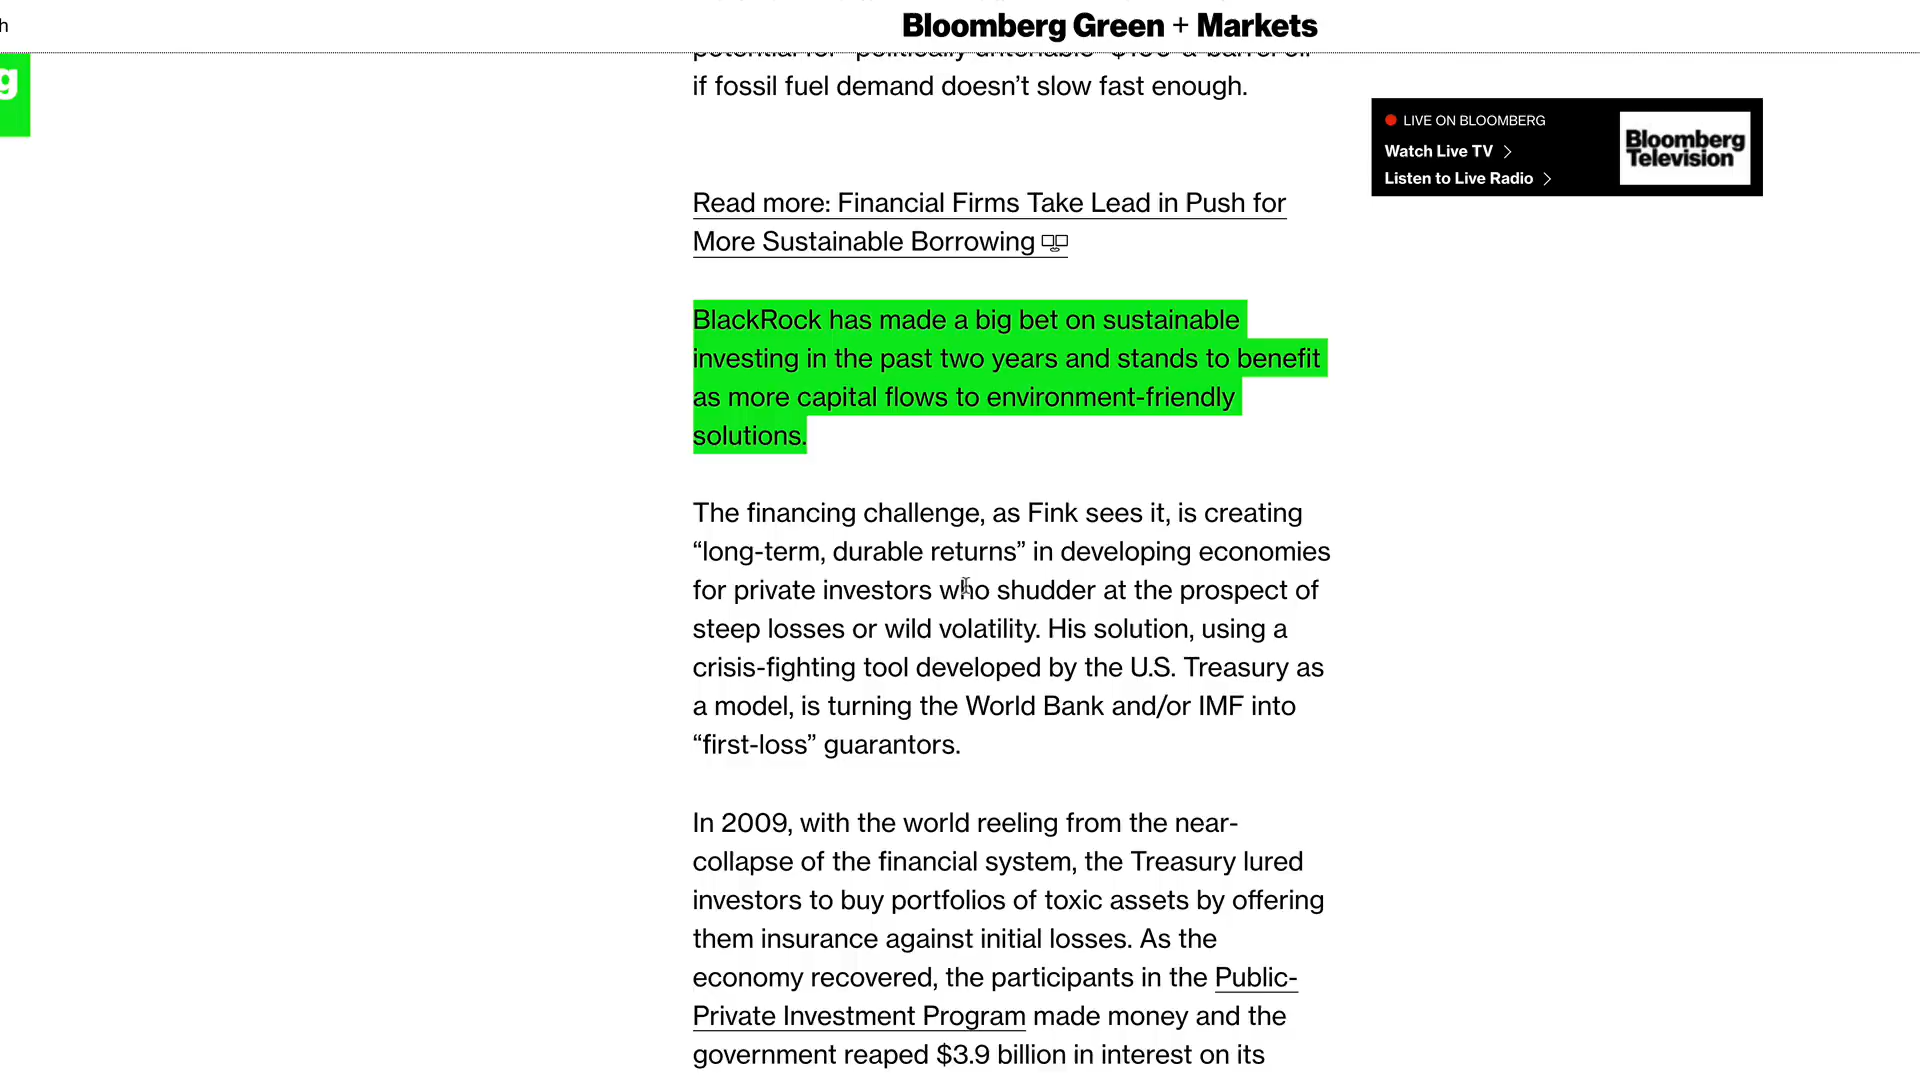 h
Bloomberg Green + Markets
g
if fossil fuel demand doesn’t slow fast enough.
LIVE ON BLOOMBERG
Watch Live TV
Listen to Live Radio
Bloomberg
Television
Read more: Financial Firms Take Lead in Push for
More Sustainable Borrowing
BlackRock has made a big bet on sustainable
investing in the past two years and stands to benefit
as more capital flows to environment-friendly
solutions.
The financing challenge, as Fink sees it, is creating
“long-term, durable returns” in developing economies
for private investors who shudder at the prospect of
steep losses or wild volatility. His solution, using a
crisis-fighting tool developed by the U.S. Treasury as
a model, is turning the World Bank and/or IMF into
“first-loss” guarantors.
In 2009, with the world reeling from the near-
collapse of the financial system, the Treasury lured
investors to buy portfolios of toxic assets by offering
them insurance against initial losses. As the
economy recovered, the participants in the Public-
Private Investment Program made money and the
government reaped $3.9 billion in interest on its